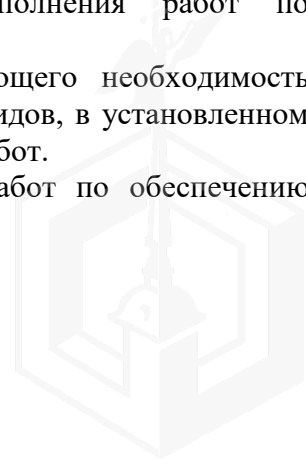 полнения работ по
ющего необходимость
идов, в установленном
бот.
абот по обеспечению